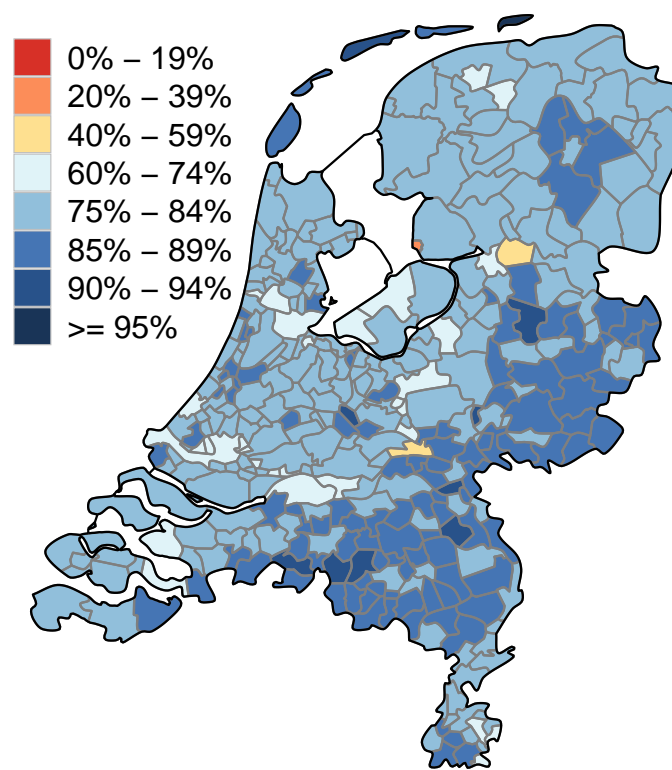 0% – 19%
20% – 39%
40% – 59%
60% – 74%
75% – 84%
85% – 89%
90% – 94%
>= 95%